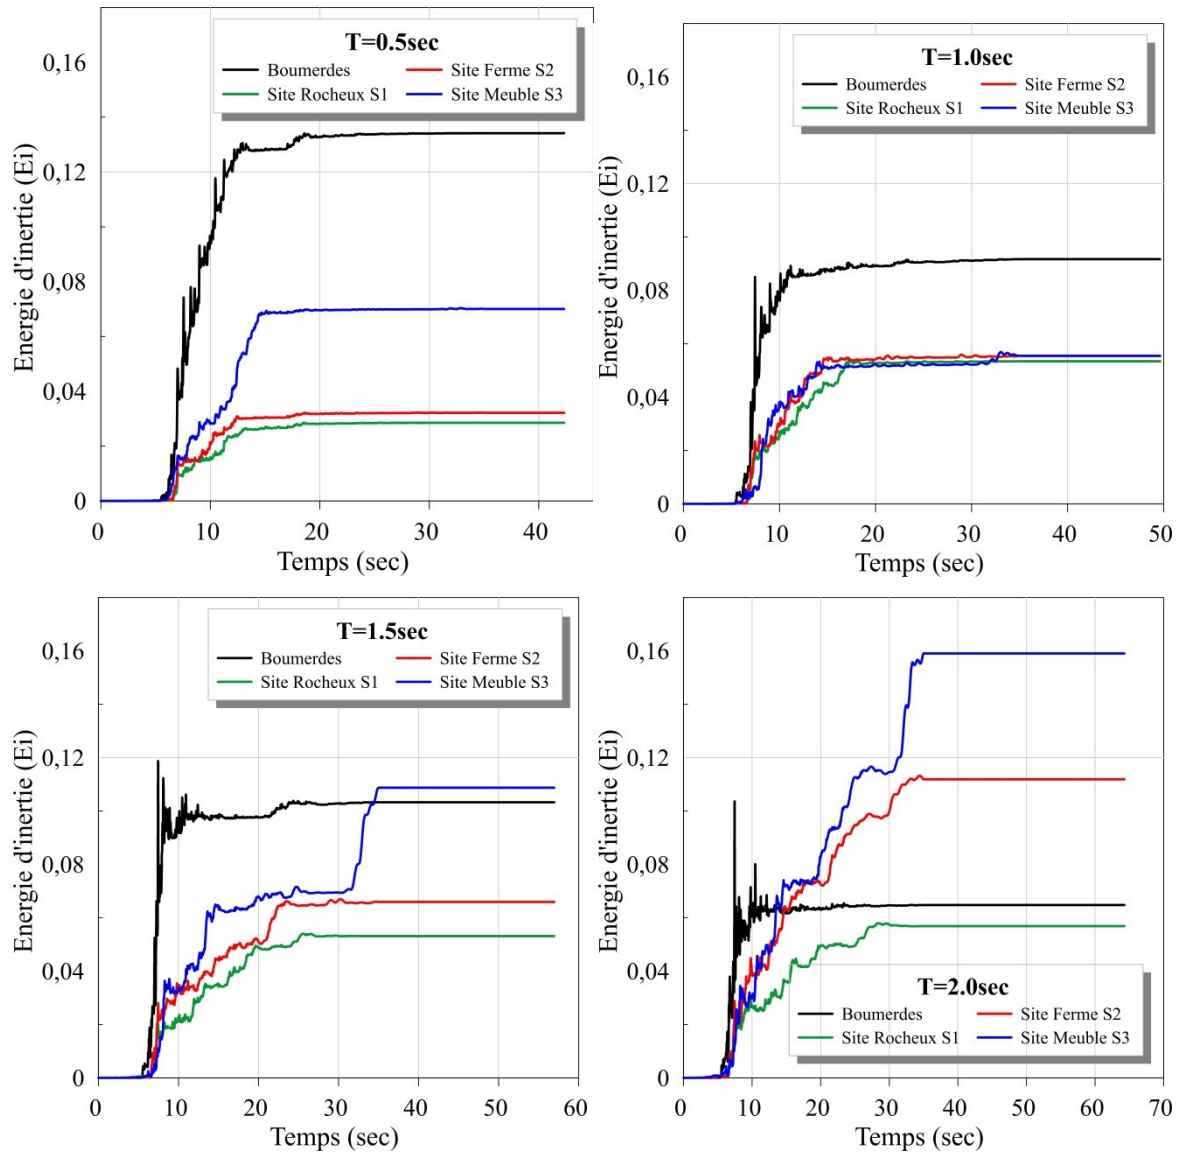 T=0.5sec
Boumerdes
Site Ferme S2
Site Rocheux S1
Site Meuble S3
0,16
0,12
0,08
0,04
0
Energie d'inertie (Ei)
0 10 20 30 40
Temps (sec)
T=1.0sec
Boumerdes
Site Ferme S2
Site Rocheux S1
Site Meuble S3
0,16
0,12
0,08
0,04
0
Energie d'inertie (Ei)
0 10 20 30 40 50
Temps (sec)
T=1.5sec
Boumerdes
Site Ferme S2
Site Rocheux S1
Site Meuble S3
0,16
0,12
0,08
0,04
0
Energie d'inertie (Ei)
0 10 20 30 40 50 60
Temps (sec)
0,16
0,12
0,08
0,04
0
Energie d'inertie (Ei)
T=2.0sec
Boumerdes
Site Ferme S2
Site Rocheux S1
Site Meuble S3
0 10 20 30 40 50 60 70
Temps (sec)